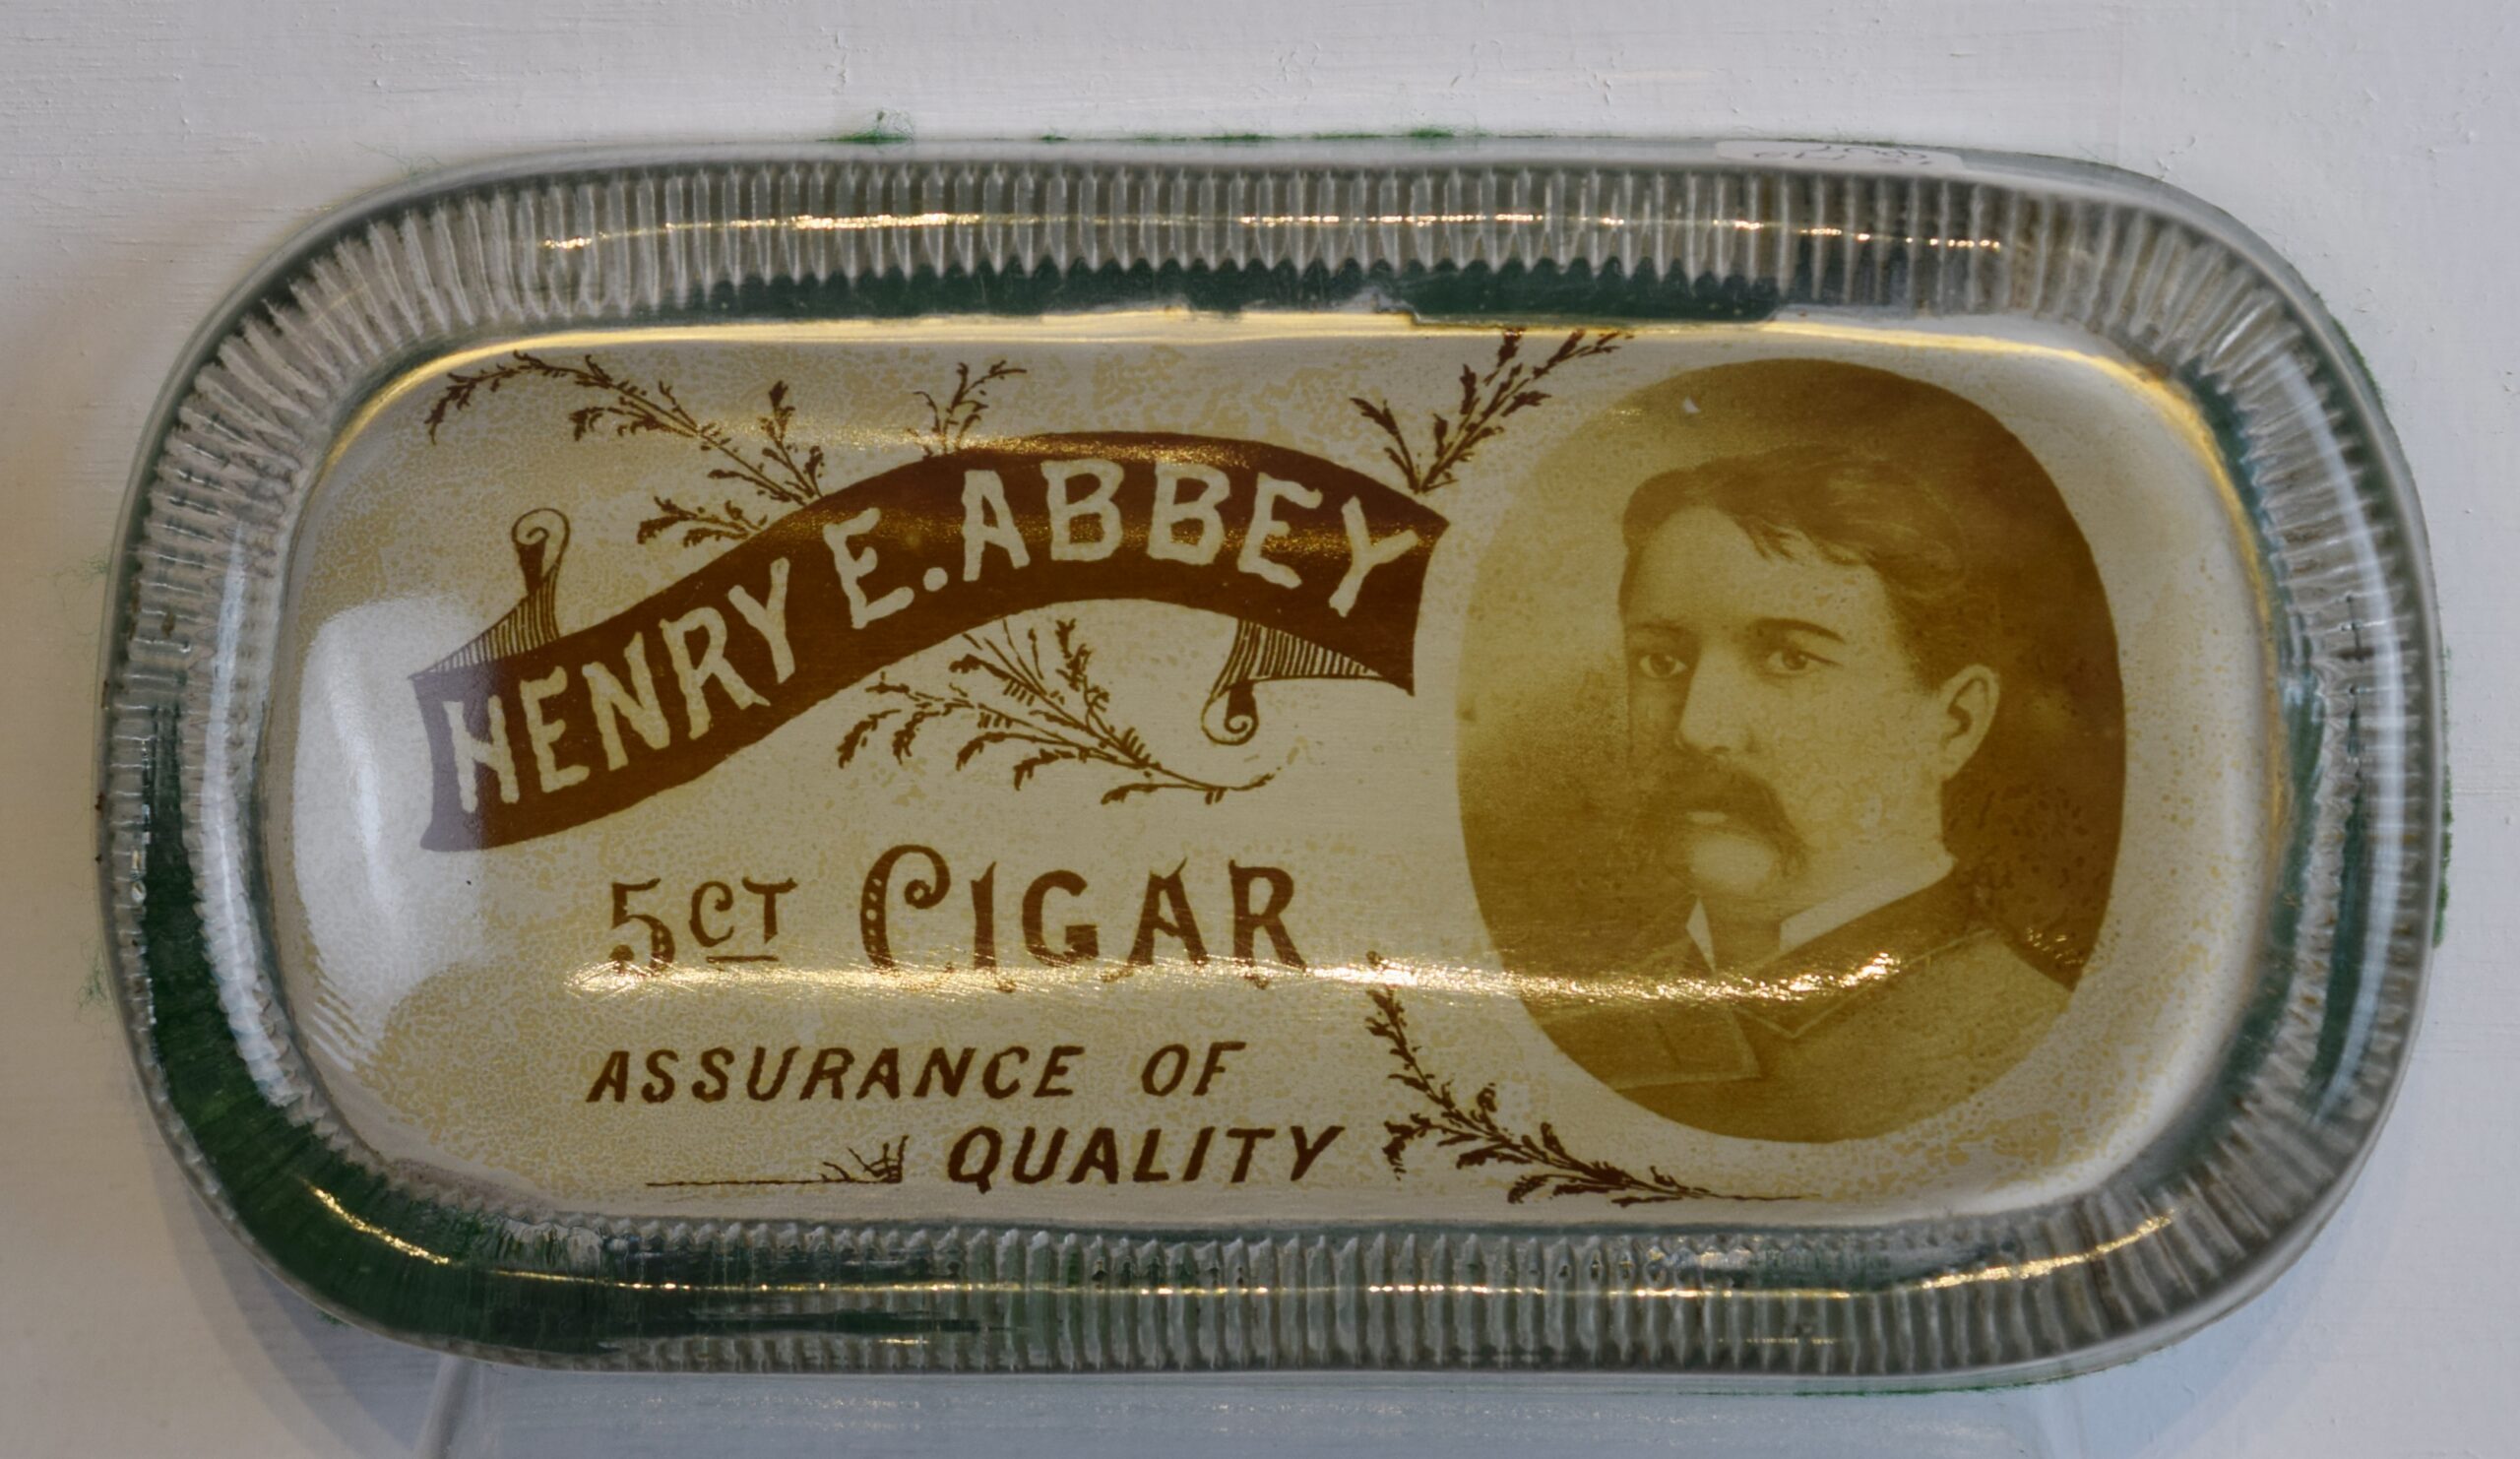 HENRY E. ABBEY
5CT CIGAR
ASSURANCE OF
QUALITY